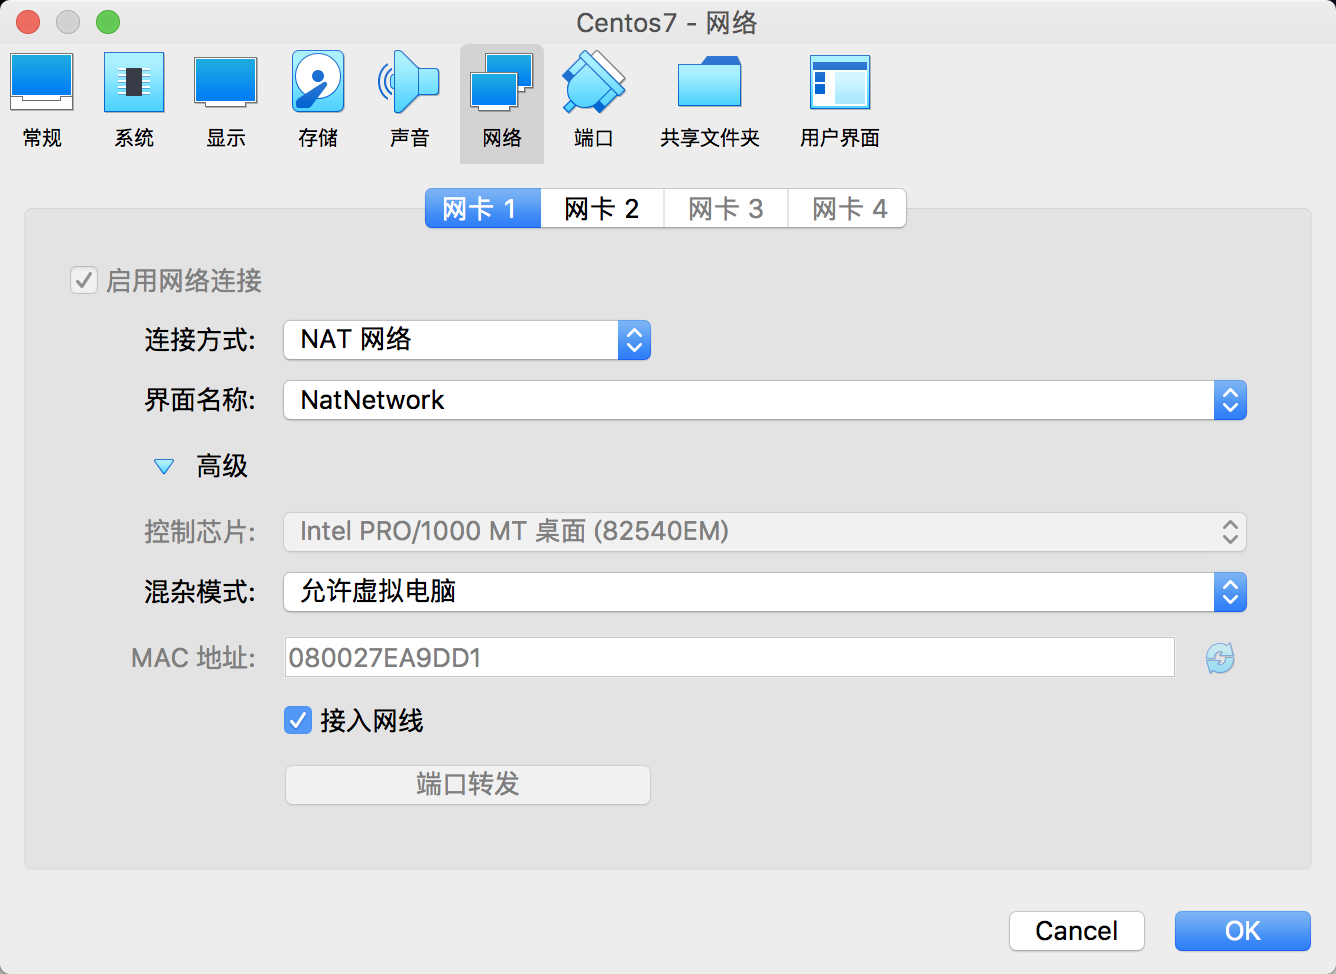 Centos7 - 网络
常规 系统 显示 存储 声音 网络 端口 共享文件夹 用户界面
网卡 1 网卡 2 网卡 3 网卡 4
启用网络连接
连接方式: NAT 网络
界面名称: NatNetwork
高级
控制芯片: Intel PRO/1000 MT 桌面 (82540EM)
混杂模式: 允许虚拟电脑
MAC 地址: 080027EA9DD1
接入网线
端口转发
Cancel OK